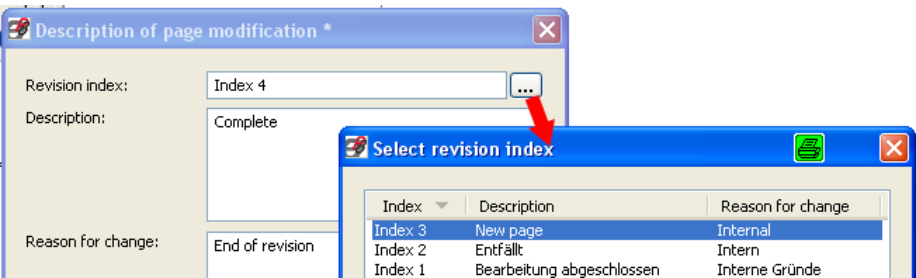 Description of page modification *
Revision index:
Index 4
...
Description:
Complete
Reason for change:
End of revision
Select revision index
Index Description Reason for change
Index 3 New page Internal
Index 2 Entfällt Intern
Index 1 Bearbeitung abgeschlossen Interne Gründe